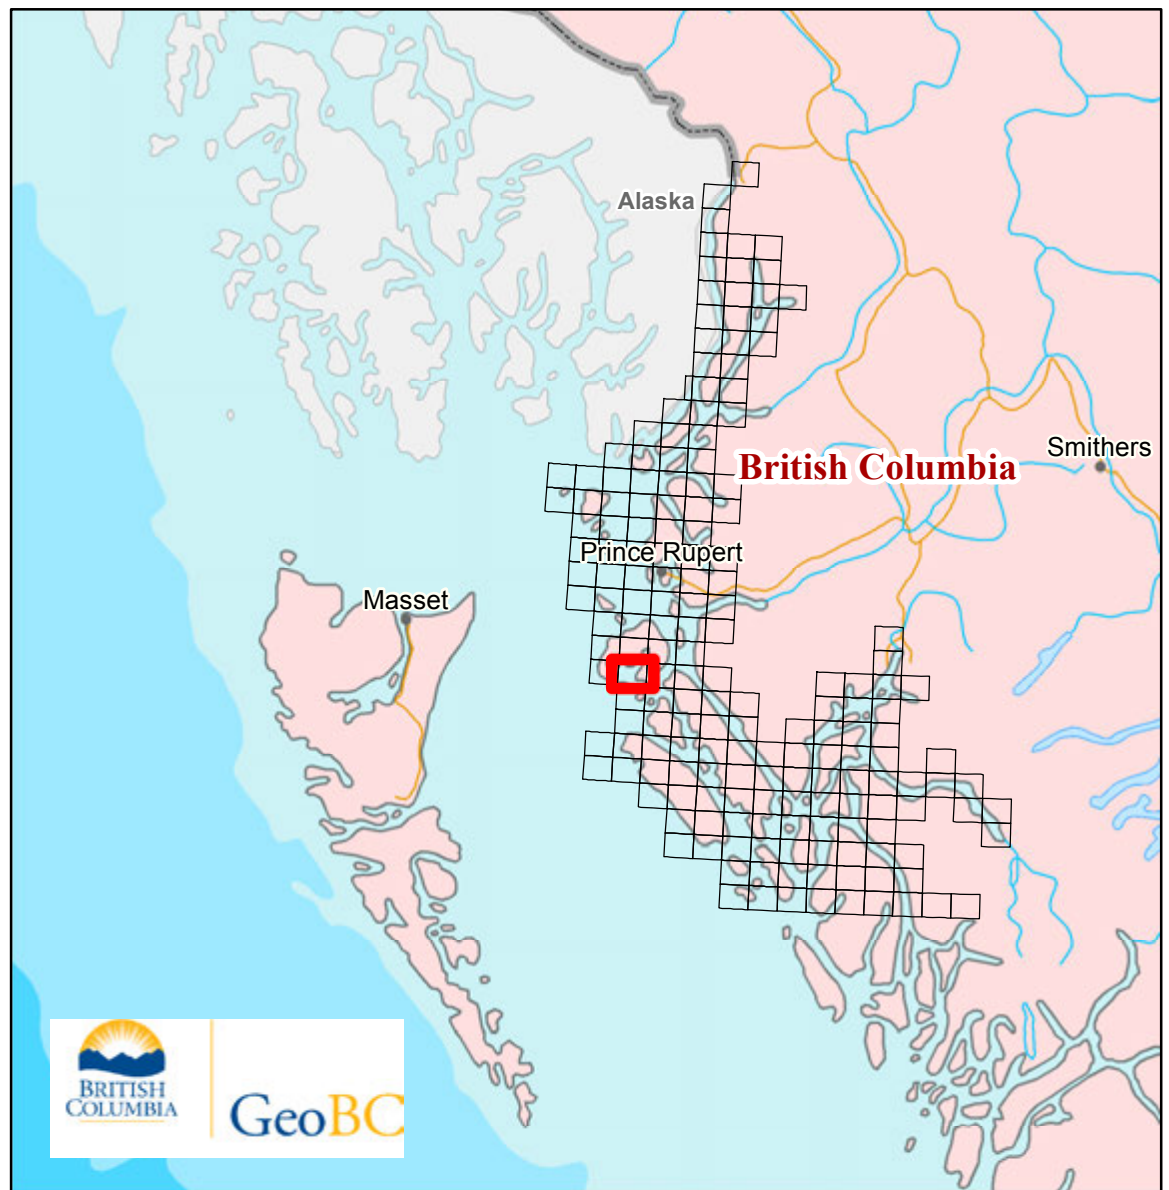 Alaska
Smithers
British Columbia
Prince Rupert
Masset
BRITISH
COLUMBIA
GeoBC